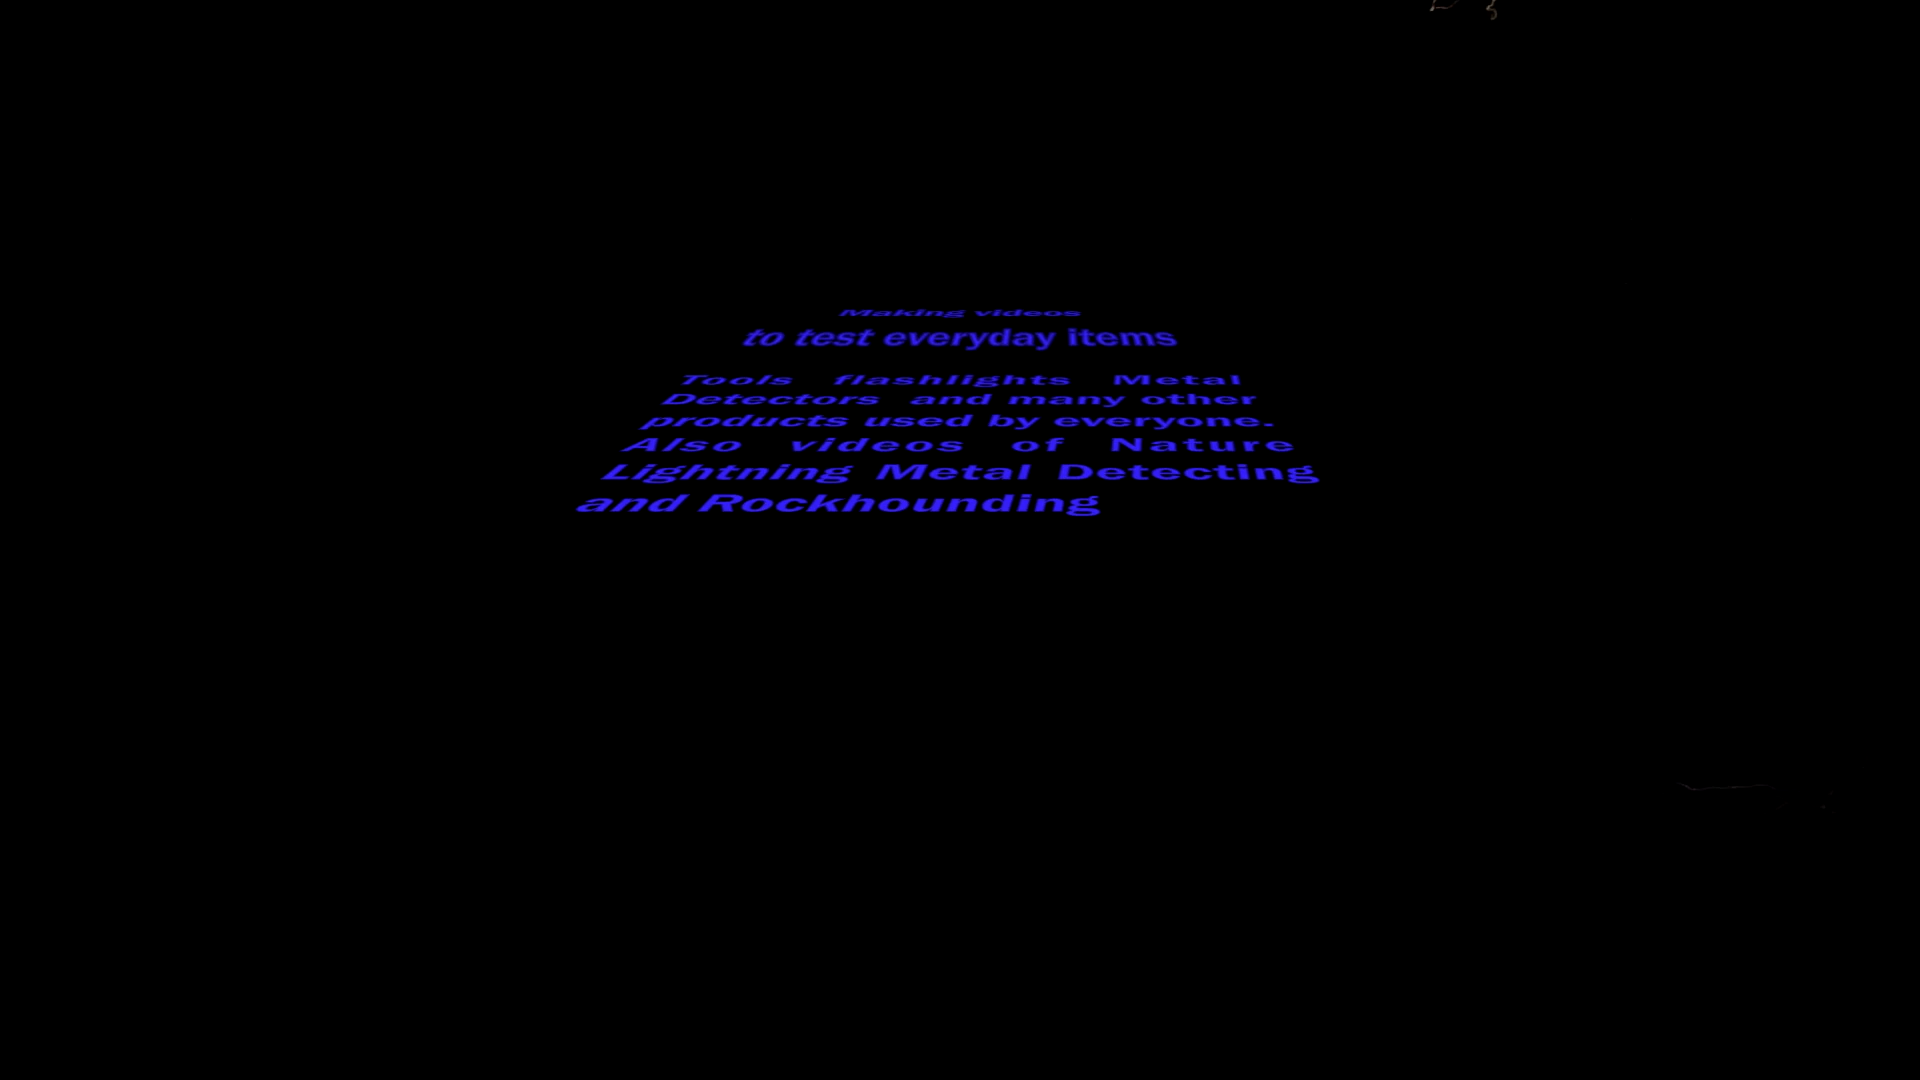 Making videos
to test everyday items
Tools flashlights Metal
Detectors and many other
products used by everyone.
Also videos of Nature
Lightning Metal Detecting
and Rockhounding